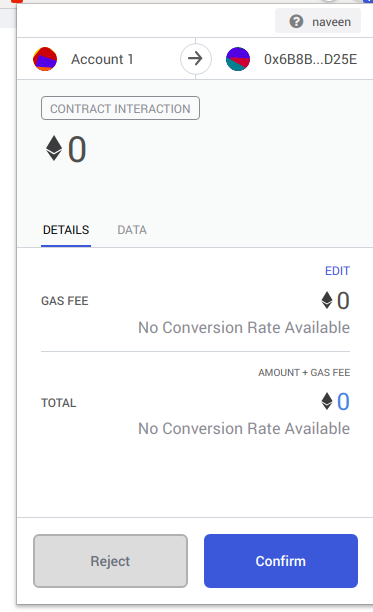 naveen
Account 1
0x6B8B...D25E
CONTRACT INTERACTION
0
DETAILS
DATA
EDIT
GAS FEE
0
No Conversion Rate Available
AMOUNT + GAS FEE
TOTAL
0
No Conversion Rate Available
Reject
Confirm